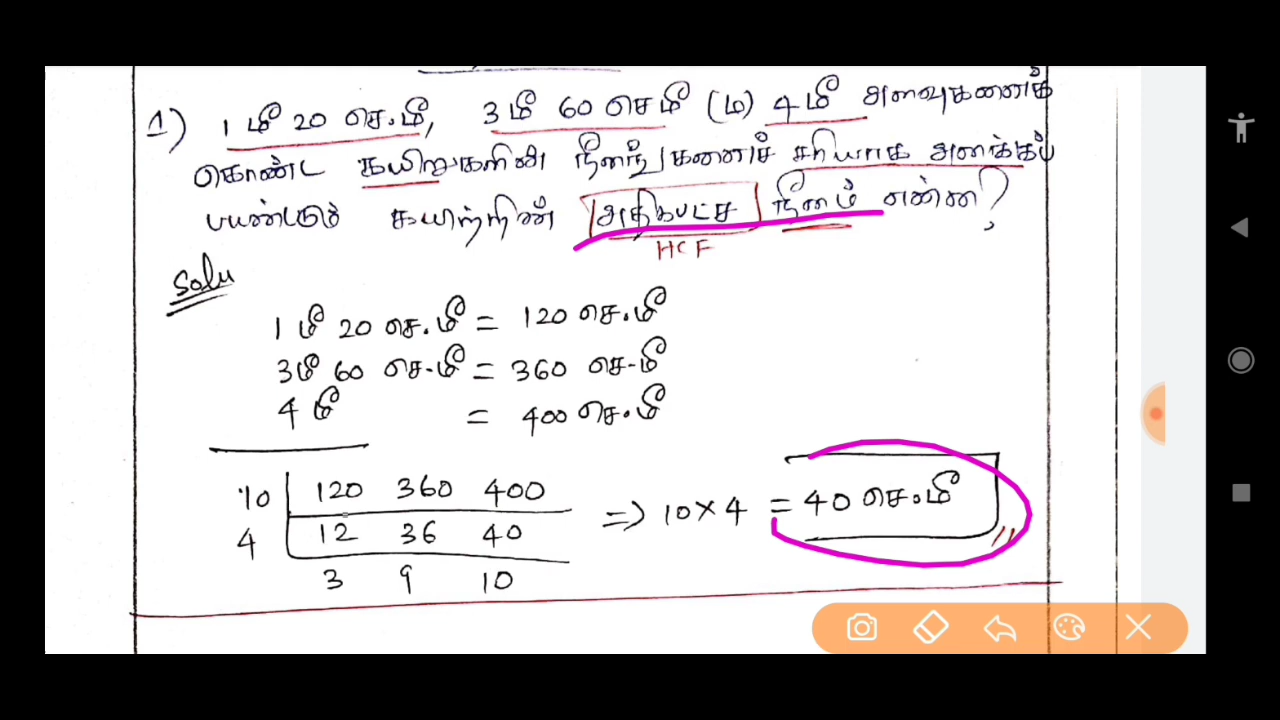 1) 1 மீ 20 செ.மீ, 3மீ 60 செமீ (ம) 4மீ அளவுகளைக்
கொண்ட கயிறுகளின் நீளங்களைச் சரியாக அளக்கப்
பயன்படும் கயிற்றின் அதிகபட்ச நீளம் என்ன?
HCF
Solu
1 மீ 20 செ.மீ = 120 செ.மீ
3மீ 60 செ.மீ = 360 செ.மீ
4 மீ = 400 செ.மீ
10 120 360 400
4 12 36 40 => 10 x 4 = 40 செ.மீ
3 9 10